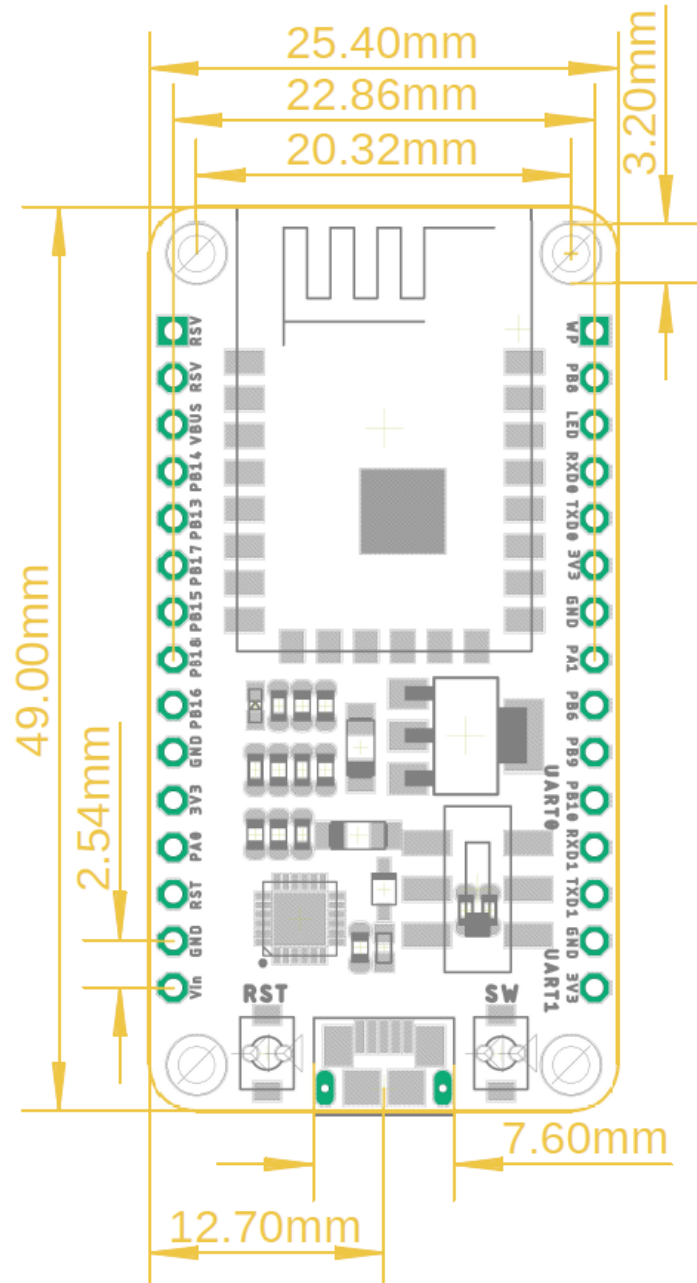 25.40mm
22.86mm
20.32mm
3.20mm
RSV
RSV
VBUS
PB14
PB13
PB17
PB15
PB18
PB16
GND
3V3
PA0
RST
GND
Vin
WP
PB8
LED
RXD0
TXD0
3V3
GND
PA1
PB6
PB9
PB10
RXD1
TXD1
GND
3V3
UART0
UART1
49.00mm
2.54mm
RST
SW
7.60mm
12.70mm